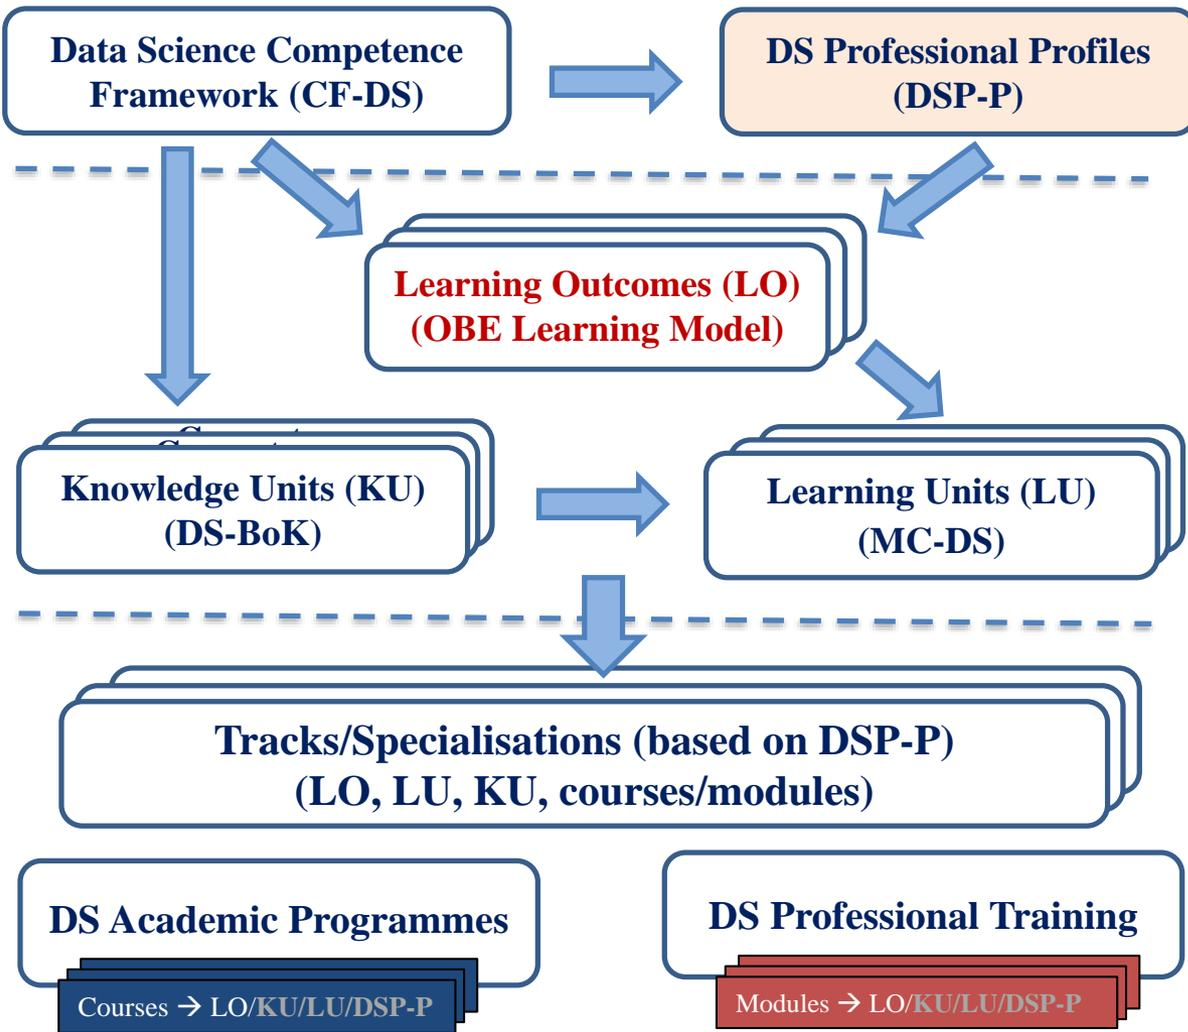 Data Science Competence
Framework (CF-DS)
DS Professional Profiles
(DSP-P)
Learning Outcomes (LO)
(OBE Learning Model)
Knowledge Units (KU)
(DS-BoK)
Learning Units (LU)
(MC-DS)
Tracks/Specialisations (based on DSP-P)
(LO, LU, KU, courses/modules)
DS Academic Programmes
Courses → LO/KU/LU/DSP-P
DS Professional Training
Modules → LO/KU/LU/DSP-P